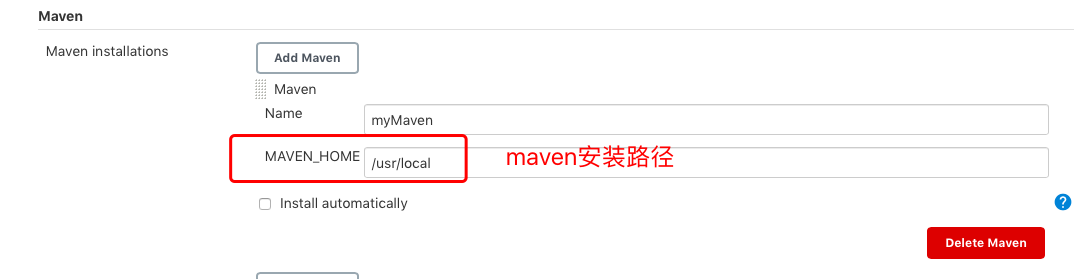 Maven
Maven installations
Add Maven
Maven
Name
myMaven
MAVEN_HOME
/usr/local
maven安装路径
Install automatically
?
Delete Maven